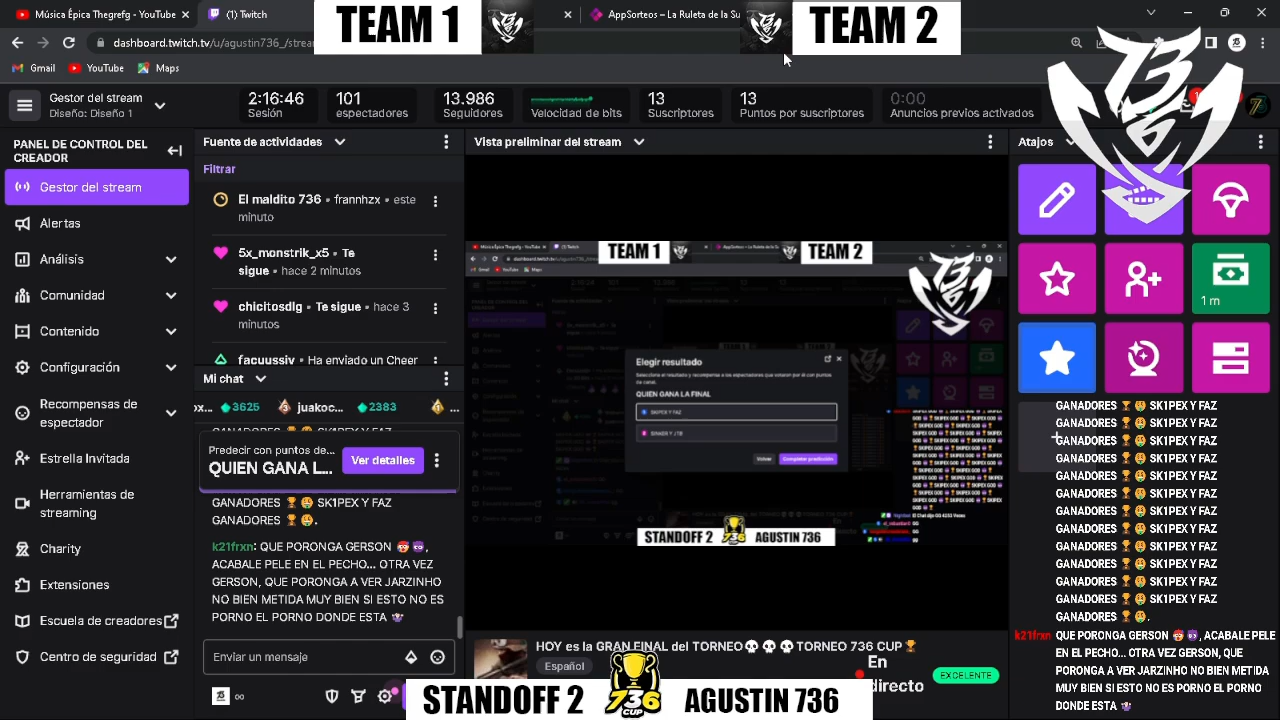 TEAM 1
TEAM 2
Música Épica Thegrefg - YouTube
(1) Twitch
AppSorteos – La Ruleta de la Su
dashboard.twitch.tv/u/agustin736_/strea
Gmail
YouTube
Maps
Gestor del stream
Diseño: Diseño 1
2:16:46
Sesión
101
espectadores
13.986
Seguidores
Velocidad de bits
13
Suscriptores
13
Puntos por suscriptores
0:00
Anuncios previos activados
PANEL DE CONTROL DEL
CREADOR
Gestor del stream
Alertas
Análisis
Comunidad
Contenido
Configuración
Recompensas de
espectador
Estrella Invitada
Herramientas de
streaming
Charity
Extensiones
Escuela de creadores
Centro de seguridad
Fuente de actividades
Filtrar
El maldito 736 • frannhzx • este
minuto
5x_monstrik_x5 • Te
sigue • hace 2 minutos
chicitosdlg • Te sigue • hace 3
minutos
facuussiv • Ha enviado un Cheer
Mi chat
ox... 3625 juakoc... 2383 ...
QUIEN GANA L...
Ver detalles
GANADORES 🏆 🤑 SK1PEX Y FAZ
GANADORES 🏆 🤑.
k21frxn: QUE PORONGA GERSON
ACABALE PELE EN EL PECHO... OTRA VEZ
GERSON, QUE PORONGA A VER JARZINHO
NO BIEN METIDA MUY BIEN SI ESTO NO ES
PORNO EL PORNO DONDE ESTA
Enviar un mensaje
Vista preliminar del stream
TEAM 1
TEAM 2
Elegir resultado
QUIEN GANA LA FINAL
SK1PEX Y FAZ
Volver
Completar predicción
STANDOFF 2
AGUSTIN 736
HOY es la GRAN FINAL del TORNEO💀💀💀TORNEO 736 CUP 🏆
Español
En
directo
EXCELENTE
Atajos
1 m
GANADORES 🏆 🤑 SK1PEX Y FAZ
GANADORES 🏆 🤑 SK1PEX Y FAZ
GANADORES 🏆 🤑 SK1PEX Y FAZ
GANADORES 🏆 🤑 SK1PEX Y FAZ
GANADORES 🏆 🤑 SK1PEX Y FAZ
GANADORES 🏆 🤑 SK1PEX Y FAZ
GANADORES 🏆 🤑 SK1PEX Y FAZ
GANADORES 🏆 🤑 SK1PEX Y FAZ
GANADORES 🏆 🤑 SK1PEX Y FAZ
GANADORES 🏆 🤑 SK1PEX Y FAZ
GANADORES 🏆 🤑 SK1PEX Y FAZ
GANADORES 🏆 🤑 SK1PEX Y FAZ
GANADORES 🏆 🤑.
k21frxn QUE PORONGA GERSON , ACABALE PELE
EN EL PECHO... OTRA VEZ GERSON, QUE
PORONGA A VER JARZINHO NO BIEN METIDA
MUY BIEN SI ESTO NO ES PORNO EL PORNO
DONDE ESTA
STANDOFF 2
736
CUP
AGUSTIN 736